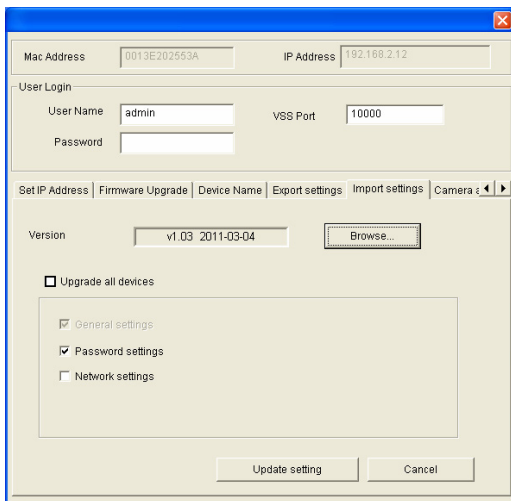 Mac Address 0013E202553A IP Address 192.168.2.12
User Login
User Name admin VSS Port 10000
Password
Set IP Address Firmware Upgrade Device Name Export settings Import settings Camera a
Version v1.03 2011-03-04 Browse...
Upgrade all devices
General settings
Password settings
Network settings
Update setting Cancel